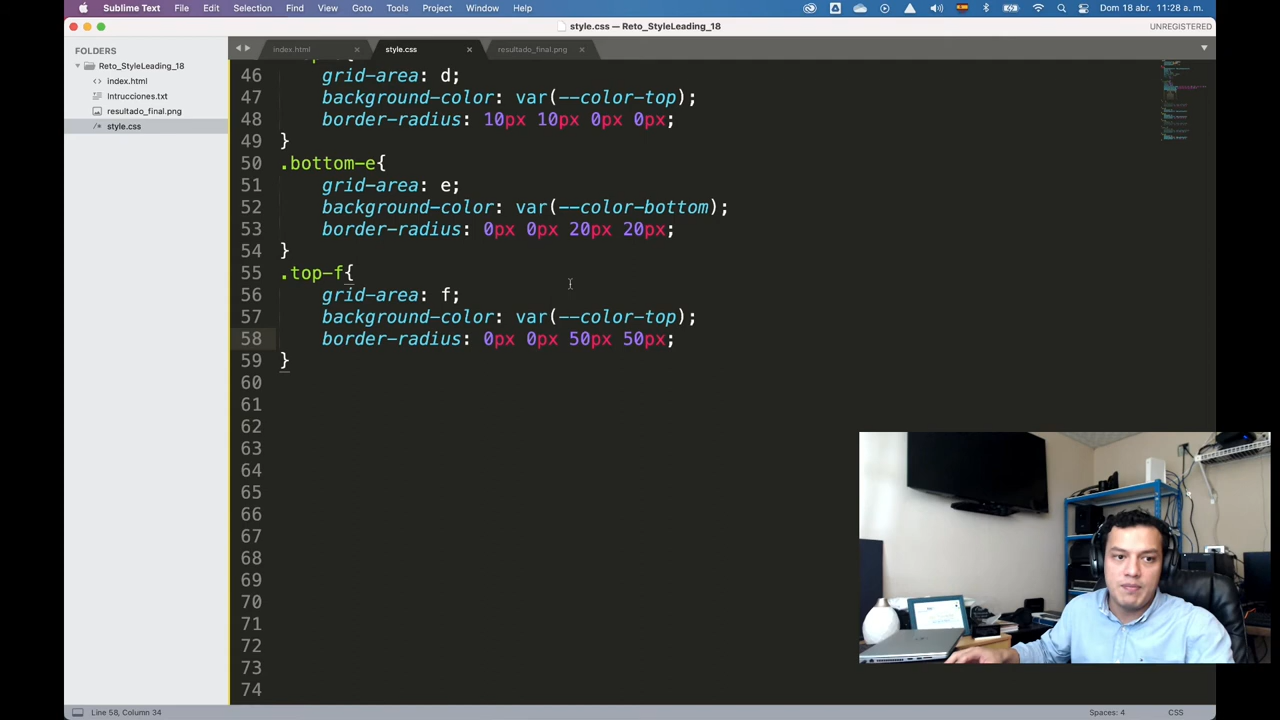 Sublime Text File Edit Selection Find View Goto Tools Project Window Help Dom 18 abr. 11:28 a. m.
style.css — Reto_StyleLeading_18 UNREGISTERED
FOLDERS
Reto_StyleLeading_18
index.html
Intrucciones.txt
resultado_final.png
style.css
index.html style.css resultado_final.png
46 grid-area: d;
47 background-color: var(--color-top);
48 border-radius: 10px 10px 0px 0px;
49 }
50 .bottom-e{
51 grid-area: e;
52 background-color: var(--color-bottom);
53 border-radius: 0px 0px 20px 20px;
54 }
55 .top-f{
56 grid-area: f;
57 background-color: var(--color-top);
58 border-radius: 0px 0px 50px 50px;
59 }
60
61
62
63
64
65
66
67
68
69
70
71
72
73
74
Line 58, Column 34 Spaces: 4 CSS